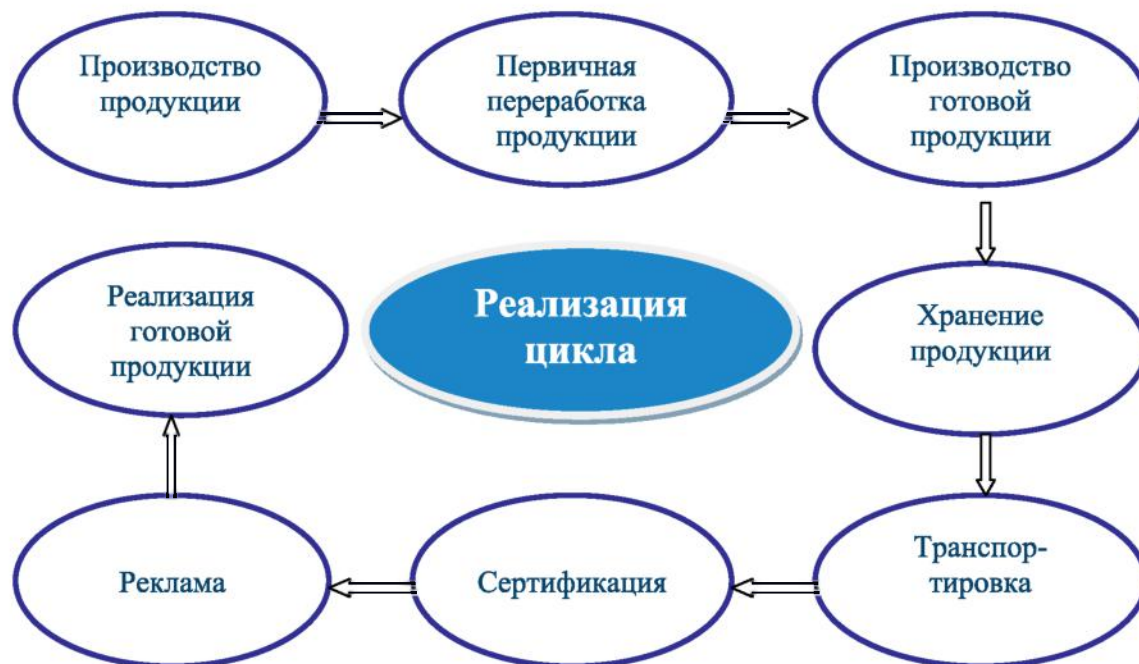 Производство
продукции
Первичная
переработка
продукции
Производство
готовой
продукции
Реализация
готовой
продукции
Реализация
цикла
Хранение
продукции
Реклама
Сертификация
Транспор-
тировка